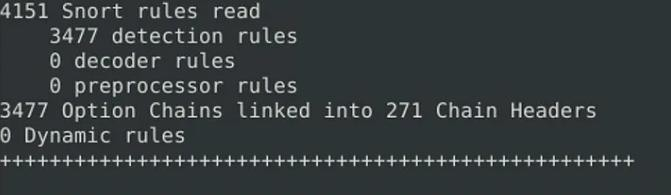 4151 Snort rules read
    3477 detection rules
    0 decoder rules
    0 preprocessor rules
3477 Option Chains linked into 271 Chain Headers
0 Dynamic rules
+++++++++++++++++++++++++++++++++++++++++++++++++++